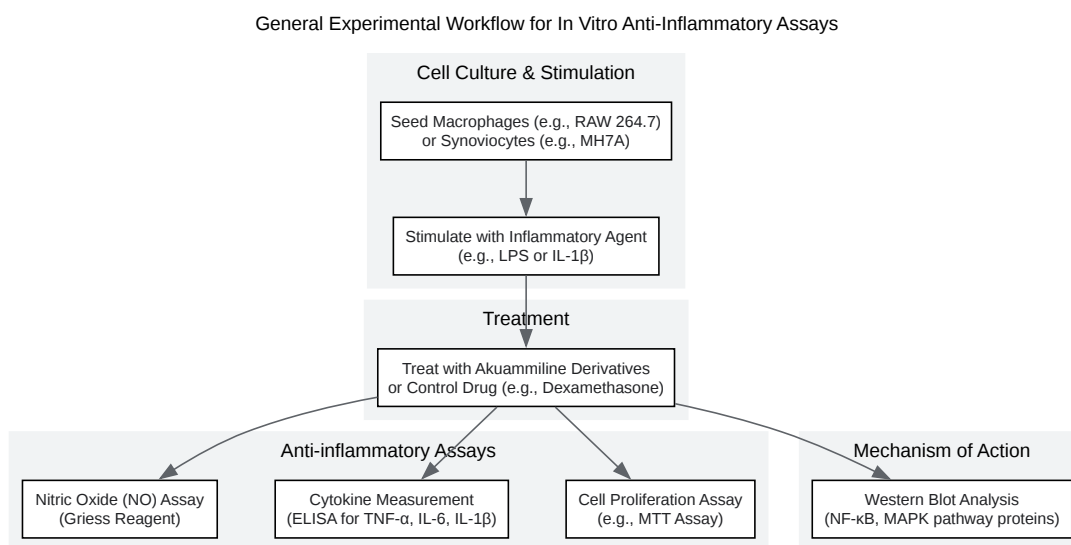 General Experimental Workflow for In Vitro Anti-Inflammatory Assays
Cell Culture & Stimulation
Seed Macrophages (e.g., RAW 264.7)
or Synoviocytes (e.g., MH7A)
Stimulate with Inflammatory Agent
(e.g., LPS or IL-1β)
Treatment
Treat with Akuammiline Derivatives
or Control Drug (e.g., Dexamethasone)
Anti-inflammatory Assays
Nitric Oxide (NO) Assay
(Griess Reagent)
Cytokine Measurement
(ELISA for TNF-α, IL-6, IL-1β)
Cell Proliferation Assay
(e.g., MTT Assay)
Mechanism of Action
Western Blot Analysis
(NF-κB, MAPK pathway proteins)